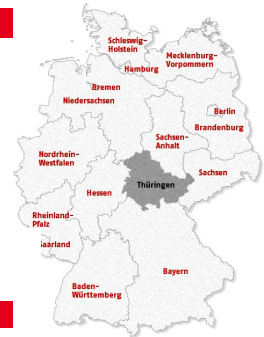 Schleswig-
Holstein
Mecklenburg-
Vorpommern
Hamburg
Bremen
Niedersachsen
Berlin
Brandenburg
Sachsen-
Anhalt
Nordrhein-
Westfalen
Sachsen
Thüringen
Hessen
Rheinland-
Pfalz
aarland
Bayern
Baden-
Württemberg